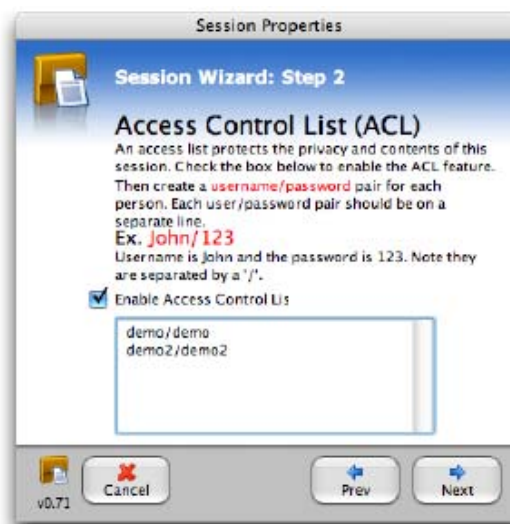 Session Properties
Session Wizard: Step 2
Access Control List (ACL)
An access list protects the privacy and contents of this
session. Check the box below to enable the ACL feature.
Then create a username/password pair for each
person. Each user/password pair should be on a
separate line.
Ex. John/123
Username is John and the password is 123. Note they
are separated by a '/'.
Enable Access Control Lis
demo/demo
demo2/demo2
v0.71
Cancel
Prev
Next